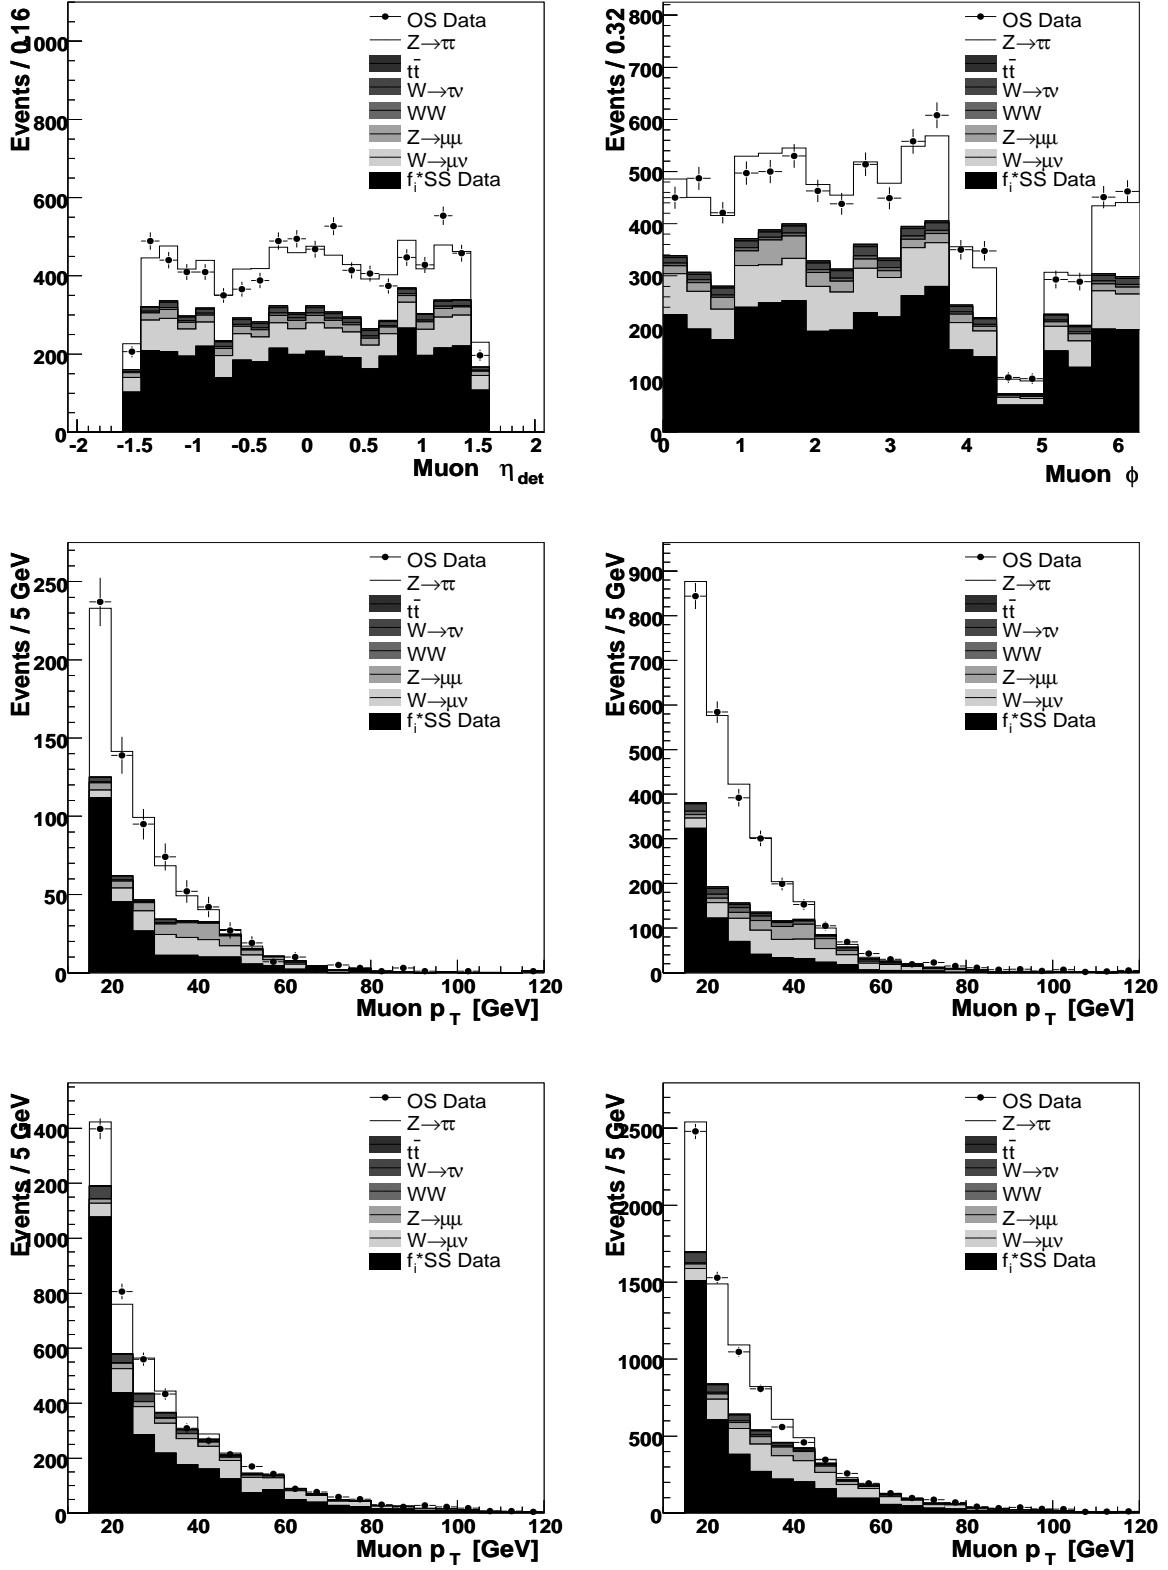 Events / 0.16
1000
800
600
400
200
0
OS Data
Z→ττ
tt̄
W→τν
WW
Z→μμ
W→μν
f_i*SS Data
-2 -1.5 -1 -0.5 0 0.5 1 1.5 2
Muon η_det
Events / 0.32
800
700
600
500
400
300
200
100
0
OS Data
Z→ττ
tt̄
W→τν
WW
Z→μμ
W→μν
f_i*SS Data
0 1 2 3 4 5 6
Muon ϕ
Events / 5 GeV
250
200
150
100
50
0
OS Data
Z→ττ
tt̄
W→τν
WW
Z→μμ
W→μν
f_i*SS Data
20 40 60 80 100 120
Muon p_T [GeV]
Events / 5 GeV
900
800
700
600
500
400
300
200
100
0
OS Data
Z→ττ
tt̄
W→τν
WW
Z→μμ
W→μν
f_i*SS Data
20 40 60 80 100 120
Muon p_T [GeV]
Events / 5 GeV
1400
1200
1000
800
600
400
200
0
OS Data
Z→ττ
tt̄
W→τν
WW
Z→μμ
W→μν
f_i*SS Data
20 40 60 80 100 120
Muon p_T [GeV]
Events / 5 GeV
2500
2000
1500
1000
500
0
OS Data
Z→ττ
tt̄
W→τν
WW
Z→μμ
W→μν
f_i*SS Data
20 40 60 80 100 120
Muon p_T [GeV]